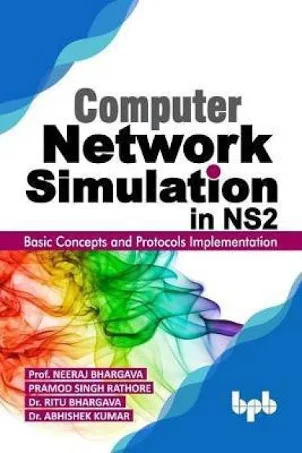 Computer
Network
Simulation
in NS2
Basic Concepts and Protocols Implementation
Prof. NEERAJ BHARGAVA
PRAMOD SINGH RATHORE
Dr. RITU BHARGAVA
Dr. ABHISHEK KUMAR
bpb